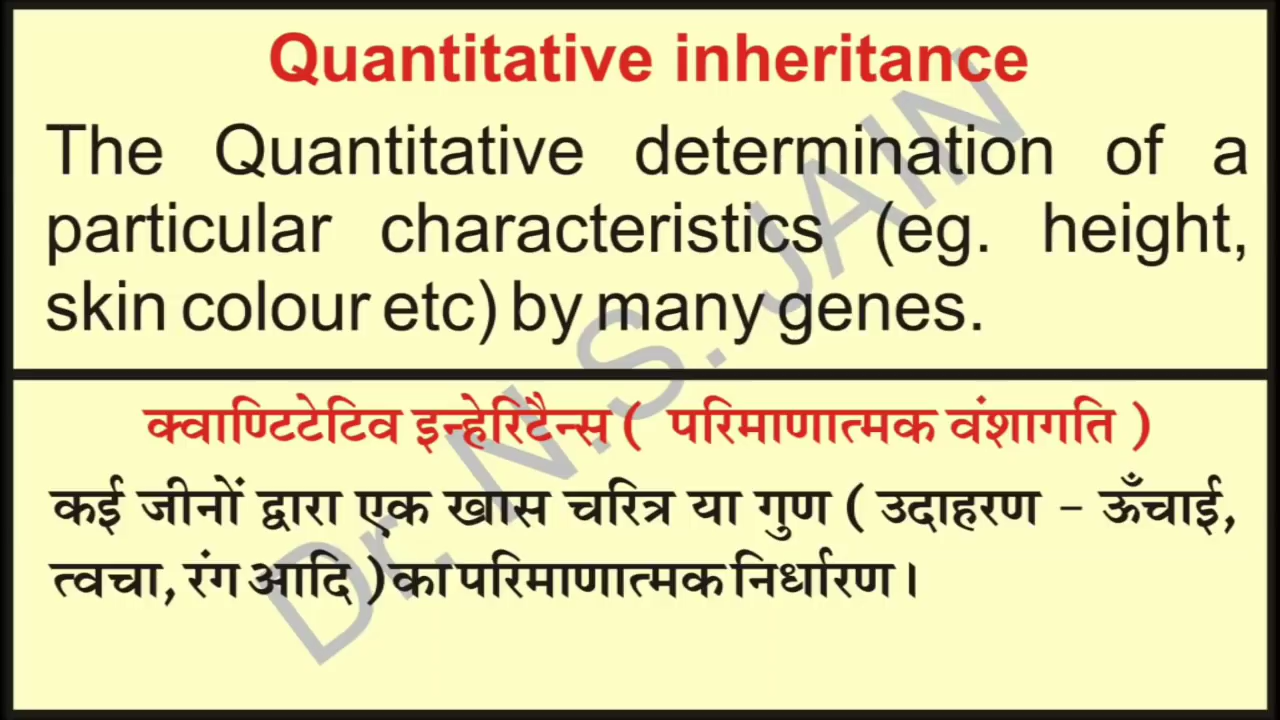 Quantitative inheritance
The Quantitative determination of a
particular characteristics (eg. height,
skin colour etc) by many genes.
क्वाण्टिटेटिव इन्हेरिटैन्स ( परिमाणात्मक वंशागति )
कई जीनों द्वारा एक खास चरित्र या गुण ( उदाहरण - ऊँचाई,
त्वचा, रंग आदि ) का परिमाणात्मक निर्धारण।
Dr. N.S. JAIN